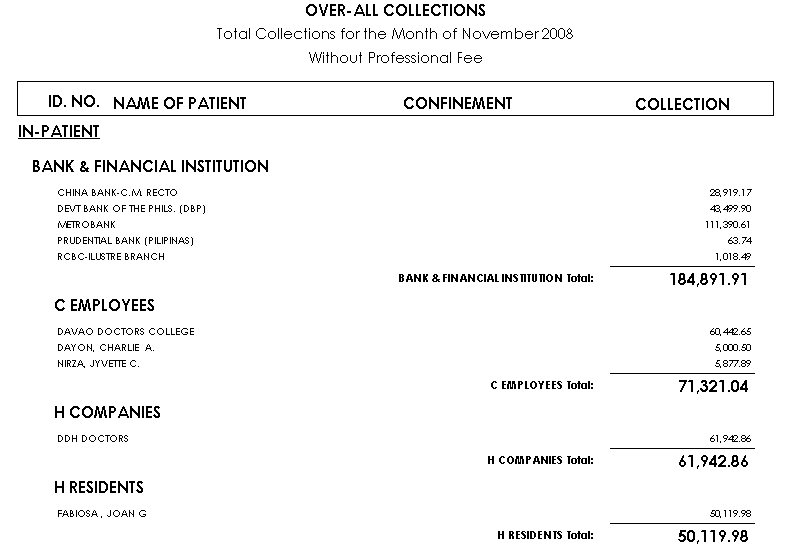 OVER-ALL COLLECTIONS
Total Collections for the Month of November 2008
Without Professional Fee
ID. NO. NAME OF PATIENT CONFINEMENT COLLECTION
IN-PATIENT
BANK & FINANCIAL INSTITUTION
CHINA BANK-C.M. RECTO 28,919.17
DEVT BANK OF THE PHILS. (DBP) 43,499.90
METROBANK 111,390.61
PRUDENTIAL BANK (PILIPINAS) 63.74
RCBC-ILUSTRE BRANCH 1,018.49
BANK & FINANCIAL INSTITUTION Total: 184,891.91
C EMPLOYEES
DAVAO DOCTORS COLLEGE 60,442.65
DAYON, CHARLIE A. 5,000.50
NIRZA, JYVETTE C. 5,877.89
C EMPLOYEES Total: 71,321.04
H COMPANIES
DDH DOCTORS 61,942.86
H COMPANIES Total: 61,942.86
H RESIDENTS
FABIOSA , JOAN G 50,119.98
H RESIDENTS Total: 50,119.98